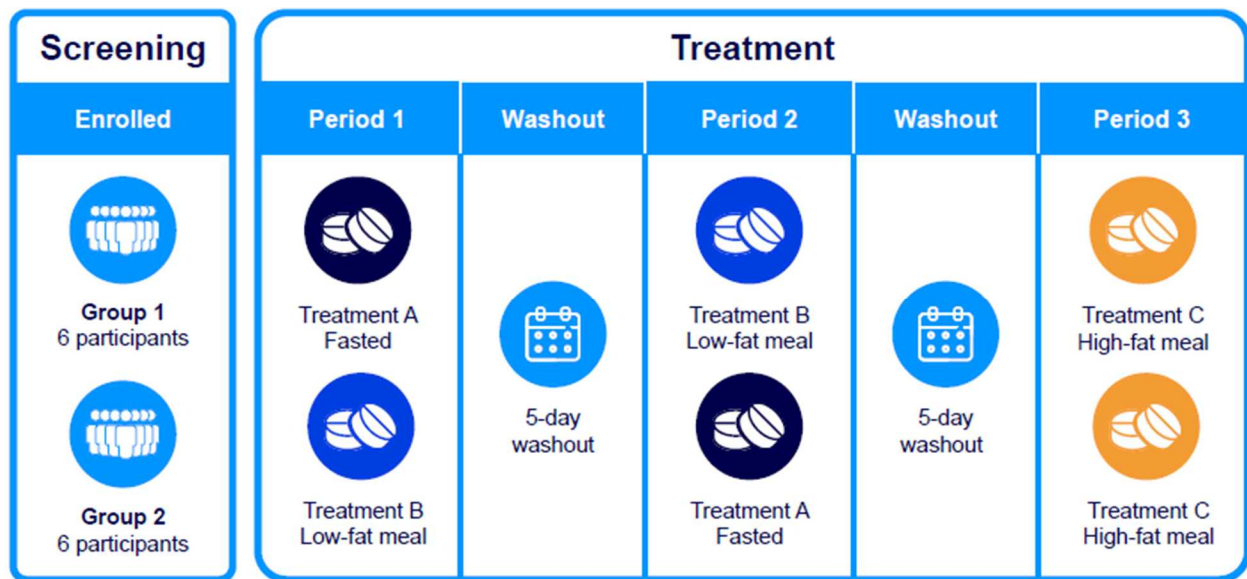 Screening
Treatment
Enrolled
Period 1
Washout
Period 2
Washout
Period 3
Group 1
6 participants
Treatment A
Fasted
Treatment B
Low-fat meal
Treatment C
High-fat meal
5-day
washout
5-day
washout
Group 2
6 participants
Treatment B
Low-fat meal
Treatment A
Fasted
Treatment C
High-fat meal